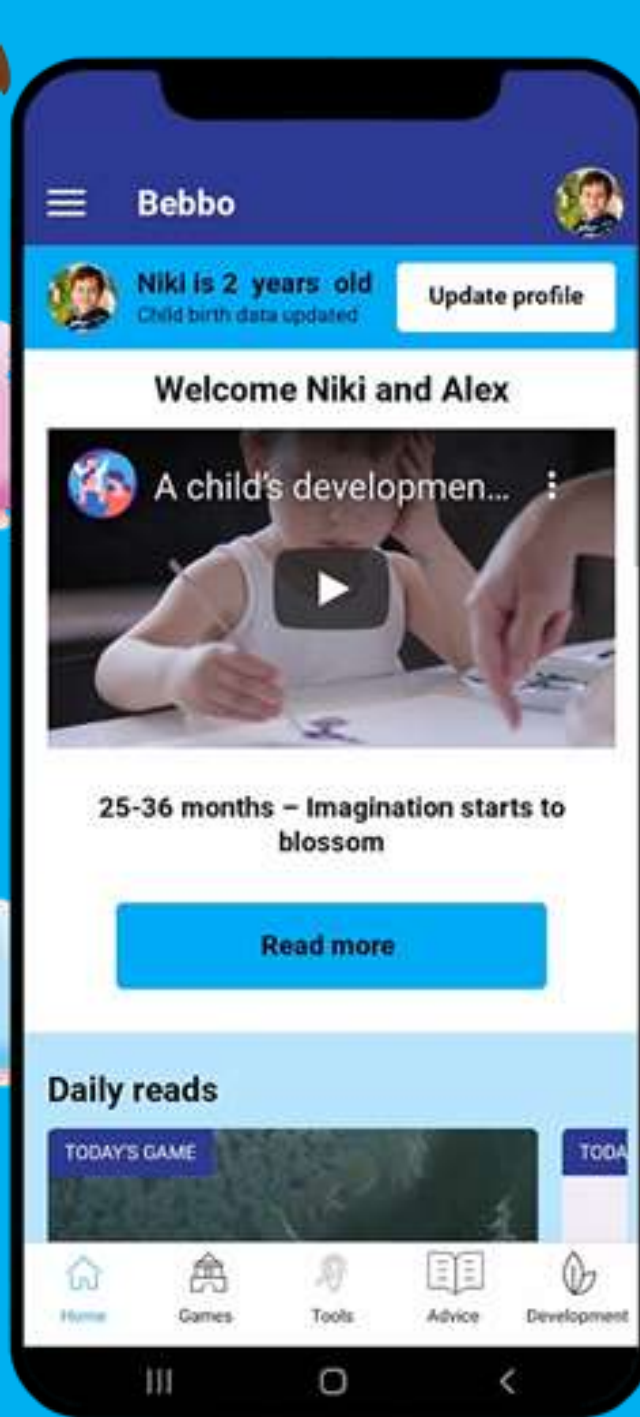 Bebbo
Niki is 2 years old
Child birth data updated
Update profile
Welcome Niki and Alex
A child's developmen...
25-36 months – Imagination starts to
blossom
Read more
Daily reads
TODAY'S GAME
TODA
Home
Games
Tools
Advice
Development